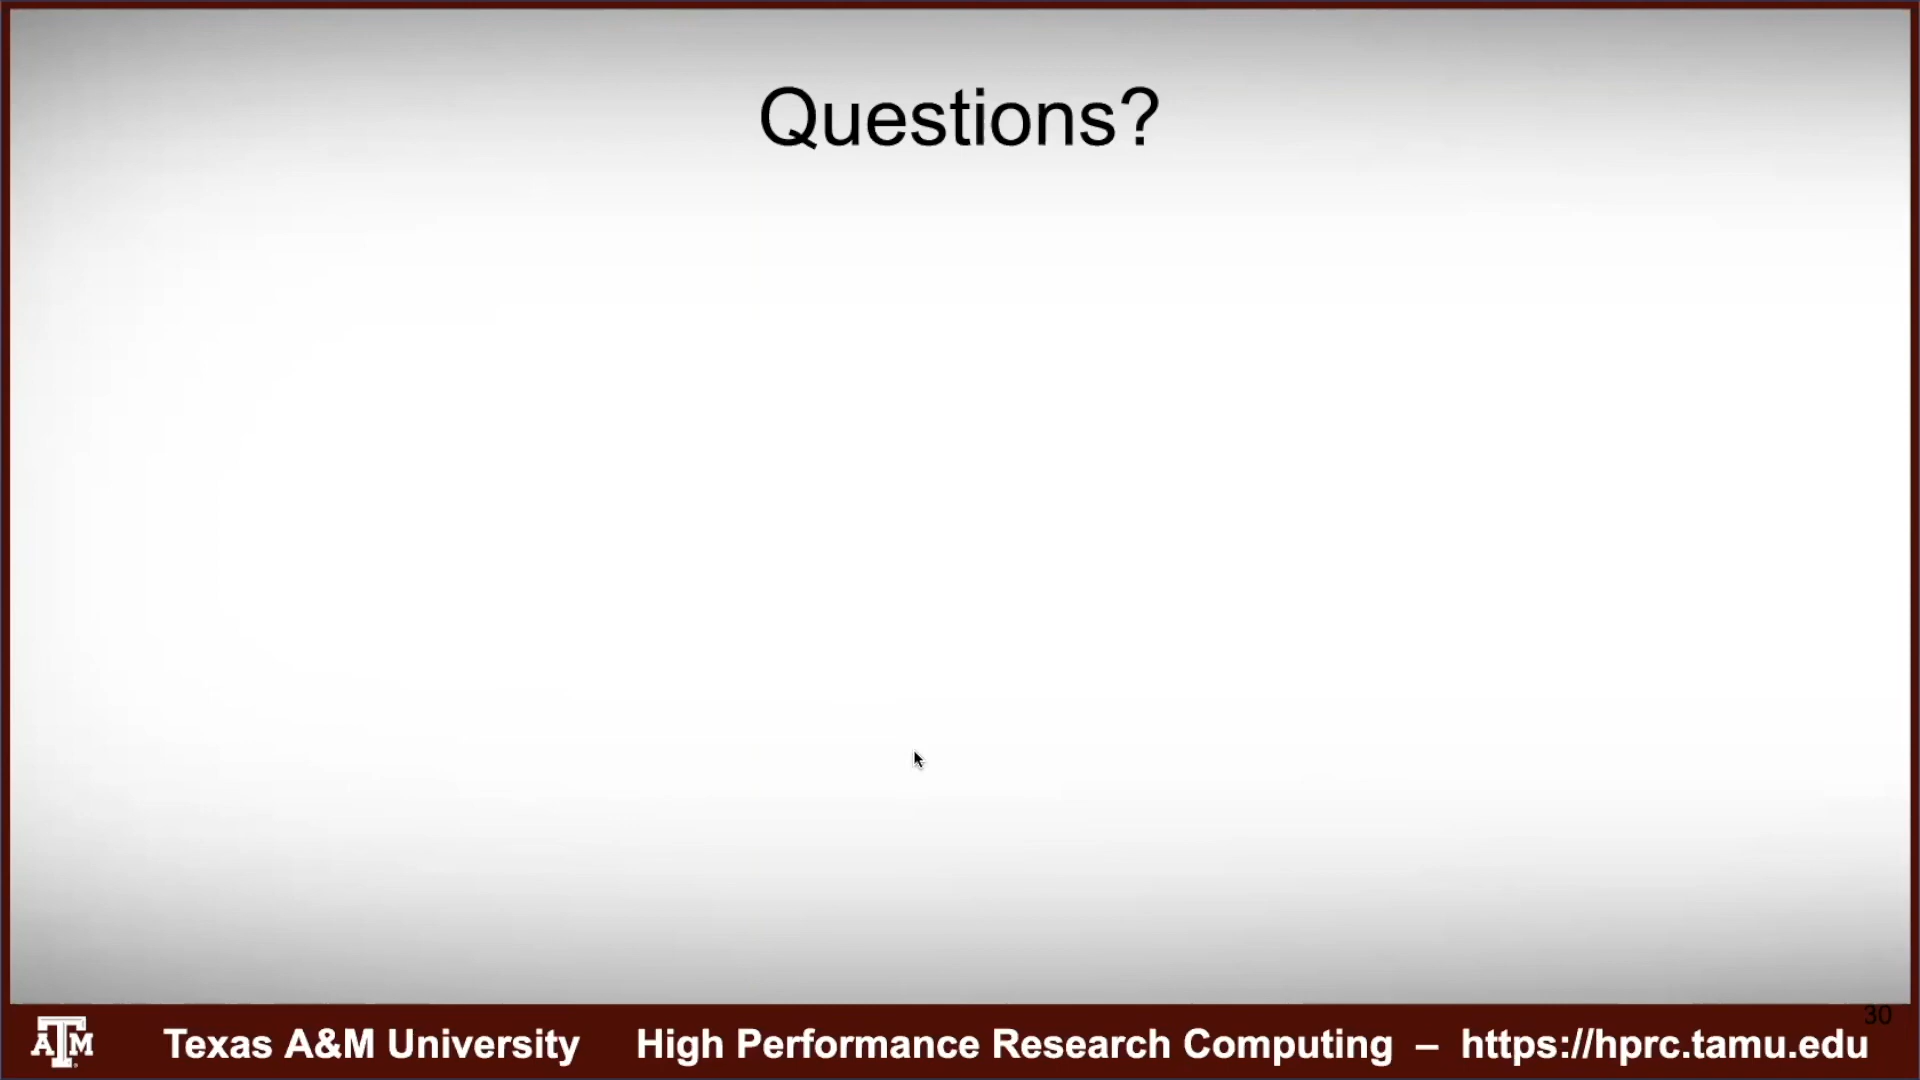 Questions?
30
ATM
Texas A&M University High Performance Research Computing – https://hprc.tamu.edu